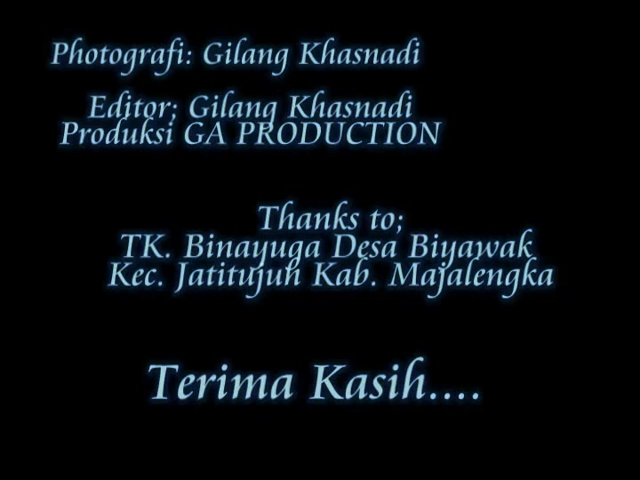 Photografi: Gilang Khasnadi
Editor; Gilang Khasnadi
Produksi GA PRODUCTION
Thanks to;
TK. Binayuga Desa Biyawak
Kec. Jatitujuh Kab. Majalengka
Terima Kasih....